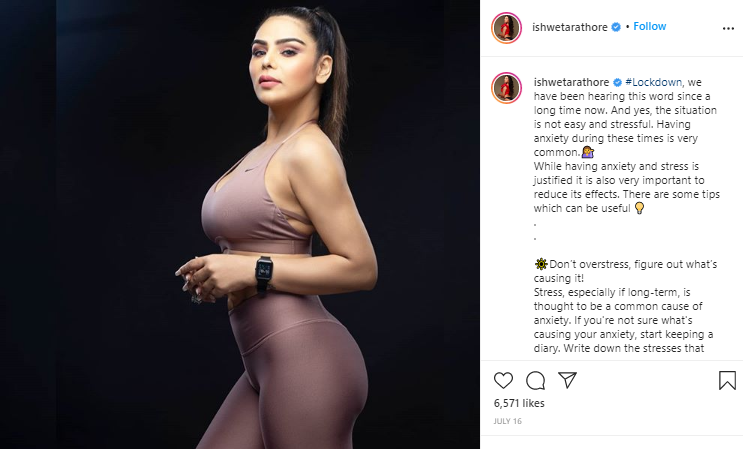 ishwetarathore • Follow
ishwetarathore #Lockdown, we
have been hearing this word since a
long time now. And yes, the situation
is not easy and stressful. Having
anxiety during these times is very
common.💁🏽‍♀️
While having anxiety and stress is
justified it is also very important to
reduce its effects. There are some tips
which can be useful 💡
.
.
Don't overstress, figure out what's
causing it!
Stress, especially if long-term, is
thought to be a common cause of
anxiety. If you're not sure what's
causing your anxiety, start keeping a
diary. Write down the stresses that
6,571 likes
JULY 16